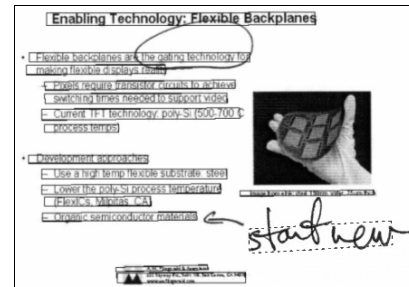 Enabling Technology: Flexible Backplanes
• Flexible backplanes are the gating technology for
making flexible displays real!
– Pixels require transistor circuits to achieve
switching times needed to support video
– Current TFT technology: poly-Si (500-700 C
process temps)
• Development approaches
– Use a high temp flexible substrate: steel
– Lower the poly-Si process temperature
(FlexICs, Milpitas, CA)
– Organic semiconductor materials
start new